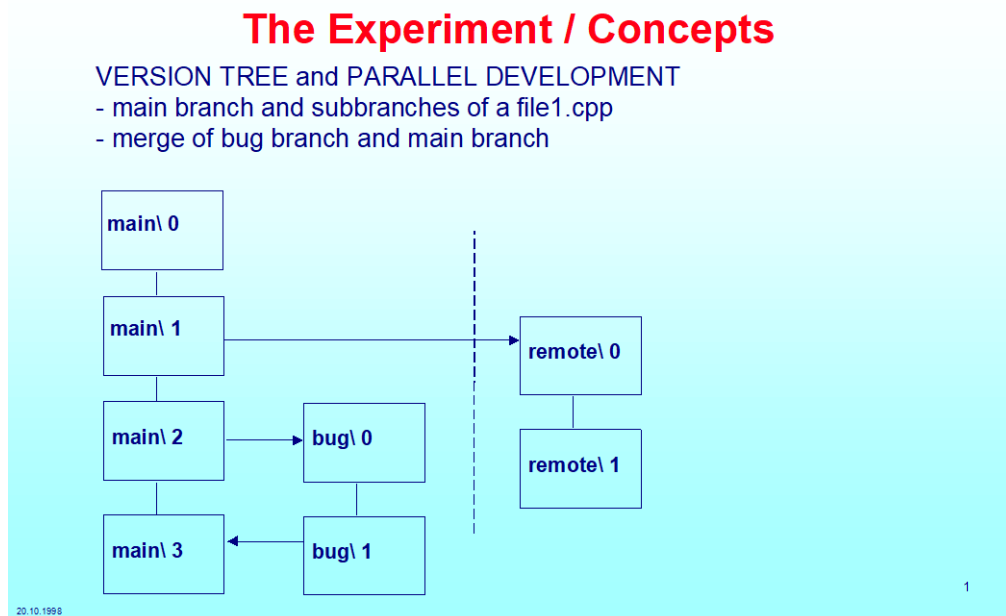 The Experiment / Concepts
VERSION TREE and PARALLEL DEVELOPMENT
- main branch and subbranches of a file1.cpp
- merge of bug branch and main branch
main\ 0
main\ 1
remote\ 0
main\ 2
bug\ 0
remote\ 1
main\ 3
bug\ 1
1
20.10.1998